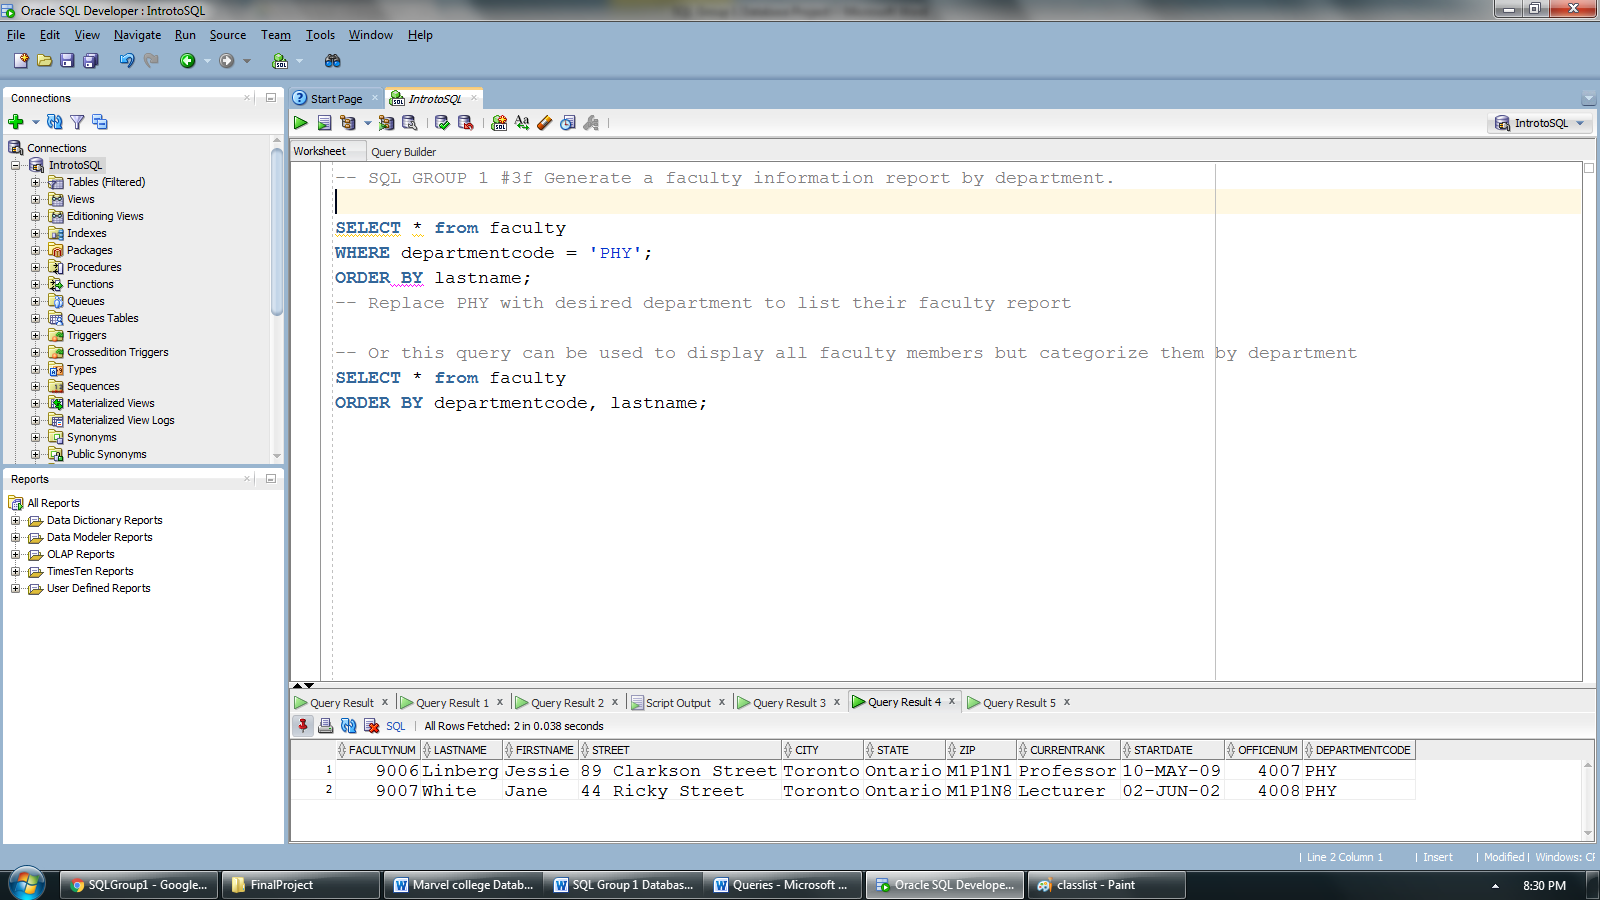 Oracle SQL Developer : IntrotoSQL
File Edit View Navigate Run Source Team Tools Window Help
Connections
Connections
IntrotoSQL
Tables (Filtered)
Views
Editioning Views
Indexes
Packages
Procedures
Functions
Queues
Queues Tables
Triggers
Crossedition Triggers
Types
Sequences
Materialized Views
Materialized View Logs
Synonyms
Public Synonyms
Reports
All Reports
Data Dictionary Reports
Data Modeler Reports
OLAP Reports
TimesTen Reports
User Defined Reports
Start Page IntrotoSQL
IntrotoSQL
Worksheet Query Builder
-- SQL GROUP 1 #3f Generate a faculty information report by department.
SELECT * from faculty
WHERE departmentcode = 'PHY';
ORDER BY lastname;
-- Replace PHY with desired department to list their faculty report
-- Or this query can be used to display all faculty members but categorize them by department
SELECT * from faculty
ORDER BY departmentcode, lastname;
Query Result Query Result 1 Query Result 2 Script Output Query Result 3 Query Result 4 Query Result 5
SQL All Rows Fetched: 2 in 0.038 seconds
FACULTYNUM LASTNAME FIRSTNAME STREET CITY STATE ZIP CURRENTRANK STARTDATE OFFICENUM DEPARTMENTCODE
1 9006 Linberg Jessie 89 Clarkson Street Toronto Ontario M1P1N1 Professor 10-MAY-09 4007 PHY
2 9007 White Jane 44 Ricky Street Toronto Ontario M1P1N8 Lecturer 02-JUN-02 4008 PHY
Line 2 Column 1 Insert Modified Windows: CF
SQLGroup1 - Google... FinalProject Marvel college Datab... SQL Group 1 Databas... Queries - Microsoft ... Oracle SQL Develope... classlist - Paint 8:30 PM